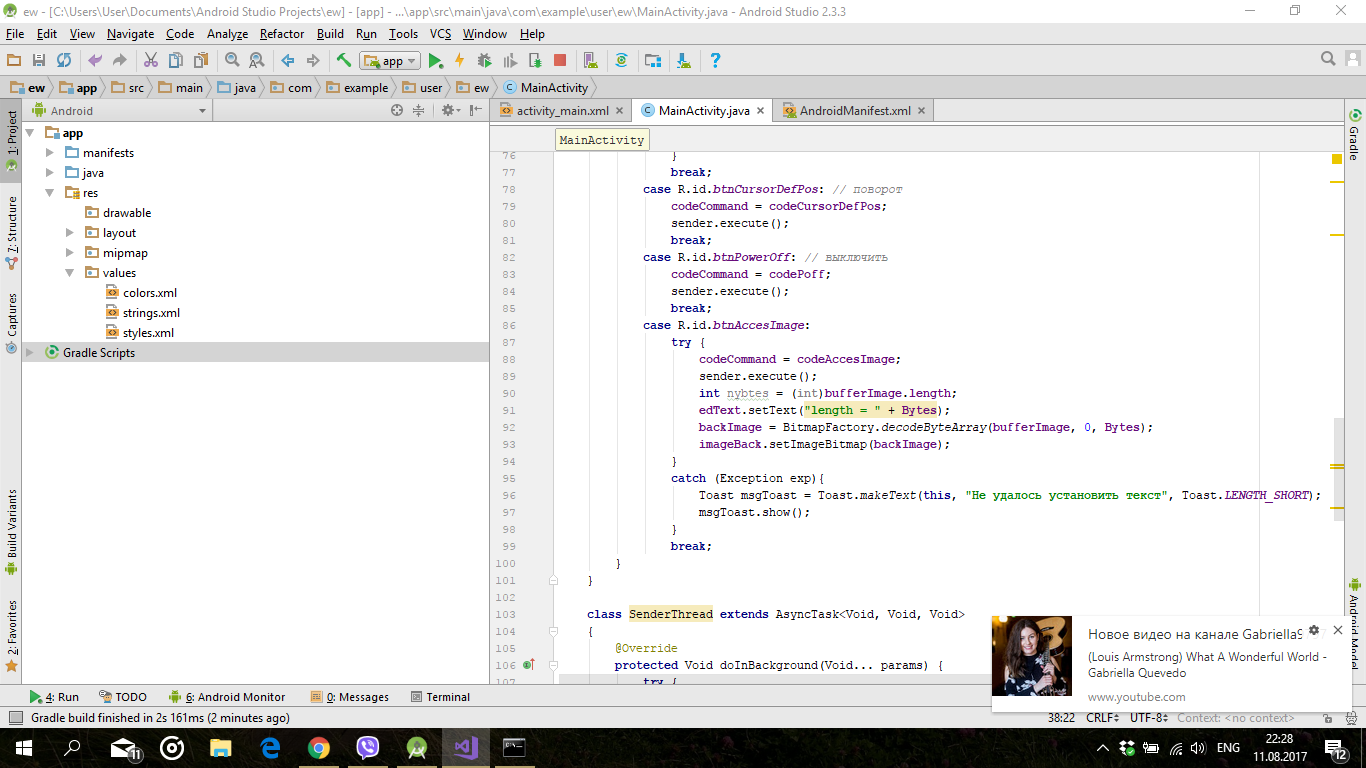 ew - [C:\Users\User\Documents\Android Studio Projects\ew] - [app] - ...\app\src\main\java\com\example\user\ew\MainActivity.java - Android Studio 2.3.3
File Edit View Navigate Code Analyze Refactor Build Run Tools VCS Window Help
app
ew app src main java com example user ew MainActivity
1: Project
7: Structure
Captures
Build Variants
2: Favorites
Android
app
manifests
java
res
drawable
layout
mipmap
values
colors.xml
strings.xml
styles.xml
Gradle Scripts
activity_main.xml MainActivity.java AndroidManifest.xml
MainActivity
76 }
77 break;
78 case R.id.btnCursorDefPos: // поворот
79 codeCommand = codeCursorDefPos;
80 sender.execute();
81 break;
82 case R.id.btnPowerOff: // выключить
83 codeCommand = codePoff;
84 sender.execute();
85 break;
86 case R.id.btnAccesImage:
87 try {
88 codeCommand = codeAccesImage;
89 sender.execute();
90 int nybtes = (int)bufferImage.length;
91 edText.setText("length = " + Bytes);
92 backImage = BitmapFactory.decodeByteArray(bufferImage, 0, Bytes);
93 imageBack.setImageBitmap(backImage);
94 }
95 catch (Exception exp){
96 Toast msgToast = Toast.makeText(this, "Не удалось установить текст", Toast.LENGTH_SHORT);
97 msgToast.show();
98 }
99 break;
100 }
101 }
102
103 class SenderThread extends AsyncTask<Void, Void, Void>
104 {
105 @Override
106 protected Void doInBackground(Void... params) {
107 try {
Gradle
Android Model
Новое видео на канале Gabriella9
(Louis Armstrong) What A Wonderful World -
Gabriella Quevedo
www.youtube.com
4: Run TODO 6: Android Monitor 0: Messages Terminal
Gradle build finished in 2s 161ms (2 minutes ago)
38:22 CRLF UTF-8 Context: <no context>
11
ENG
22:28
11.08.2017
12